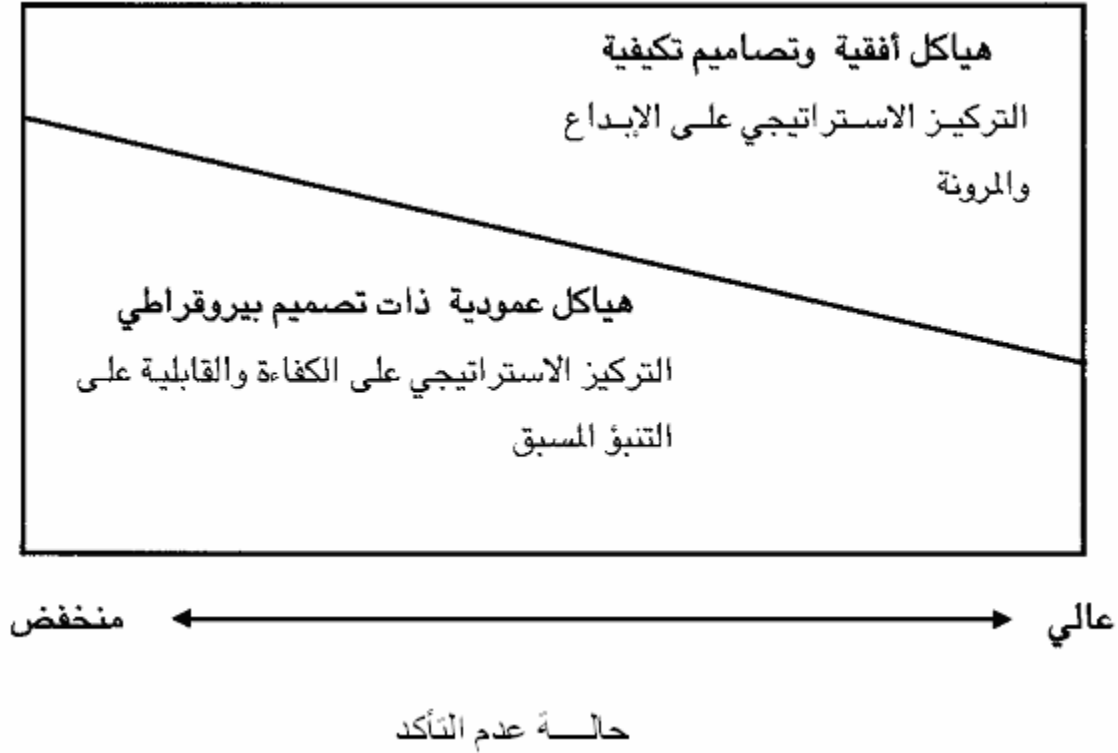 هياكل أفقية وتصاميم تكيفية
التركيز الاستراتيجي على الإبداع
والمرونة
هياكل عمودية ذات تصميم بيروقراطي
التركيز الاستراتيجي على الكفاءة والقابلية على
التنبؤ المسبق
عالي
منخفض
حالة عدم التأكد